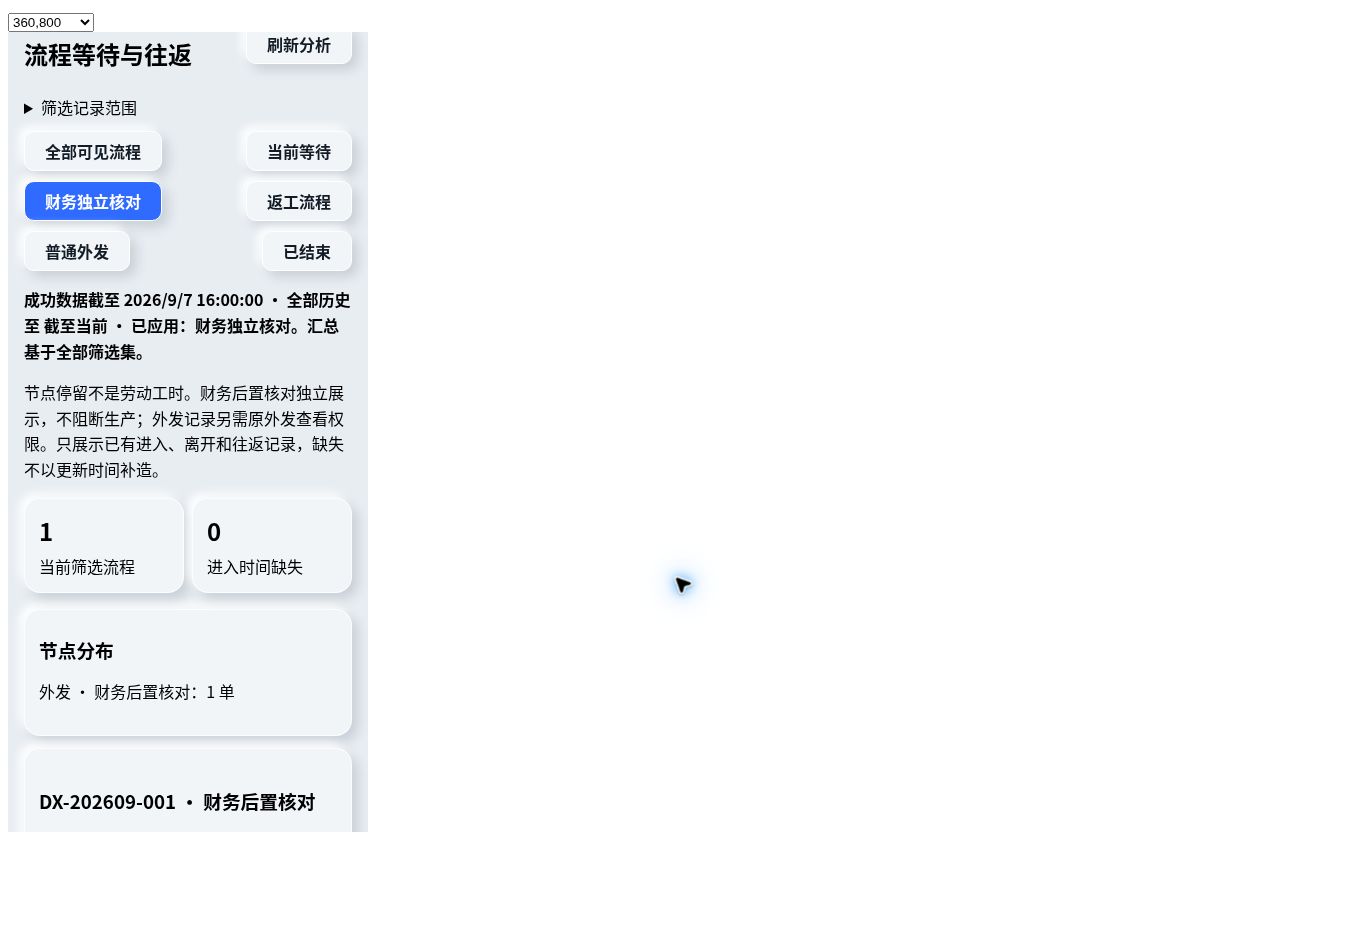 360,800
流程等待与往返
刷新分析
筛选记录范围
全部可见流程
当前等待
财务独立核对
返工流程
普通外发
已结束
成功数据截至 2026/9/7 16:00:00 · 全部历史
至 截至当前 · 已应用：财务独立核对。汇总
基于全部筛选集。
节点停留不是劳动工时。财务后置核对独立展
示，不阻断生产；外发记录另需原外发查看权
限。只展示已有进入、离开和往返记录，缺失
不以更新时间补造。
1
当前筛选流程
0
进入时间缺失
节点分布
外发 · 财务后置核对：1 单
DX-202609-001 · 财务后置核对